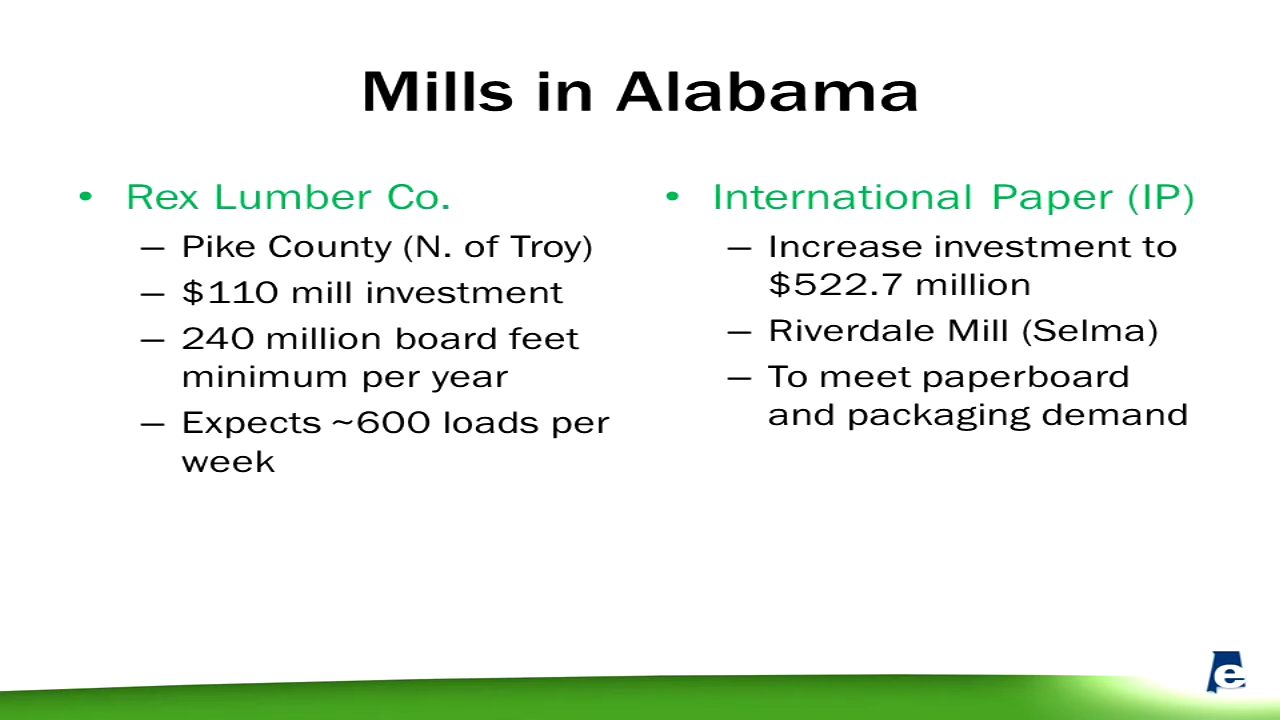 Mills in Alabama
• Rex Lumber Co.
– Pike County (N. of Troy)
– $110 mill investment
– 240 million board feet
minimum per year
– Expects ~600 loads per
week
• International Paper (IP)
– Increase investment to
$522.7 million
– Riverdale Mill (Selma)
– To meet paperboard
and packaging demand
e